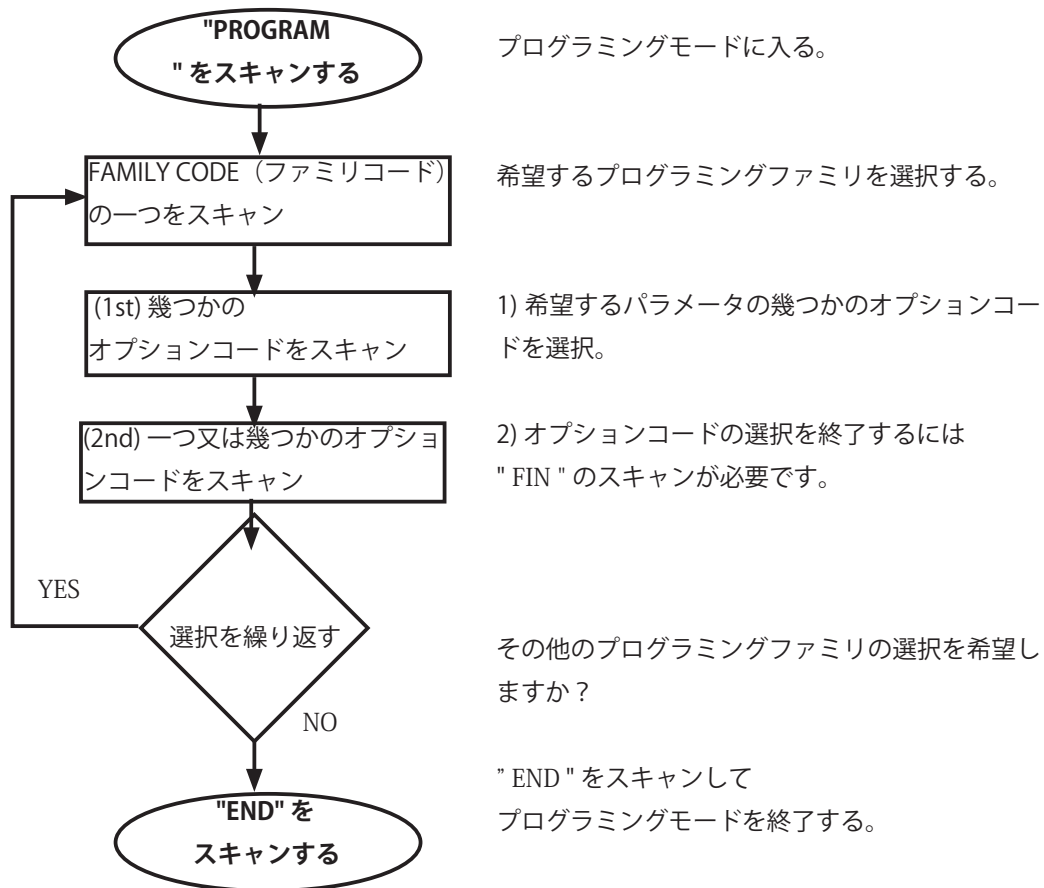 "PROGRAM
" をスキャンする
プログラミングモードに入る。
FAMILY CODE（ファミリコード）
の一つをスキャン
希望するプログラミングファミリを選択する。
(1st) 幾つかの
オプションコードをスキャン
1) 希望するパラメータの幾つかのオプションコー
ドを選択。
(2nd) 一つ又は幾つかのオプショ
ンコードをスキャン
2) オプションコードの選択を終了するには
" FIN " のスキャンが必要です。
YES
選択を繰り返す
NO
その他のプログラミングファミリの選択を希望し
ますか？
” END " をスキャンして
プログラミングモードを終了する。
"END" を
スキャンする